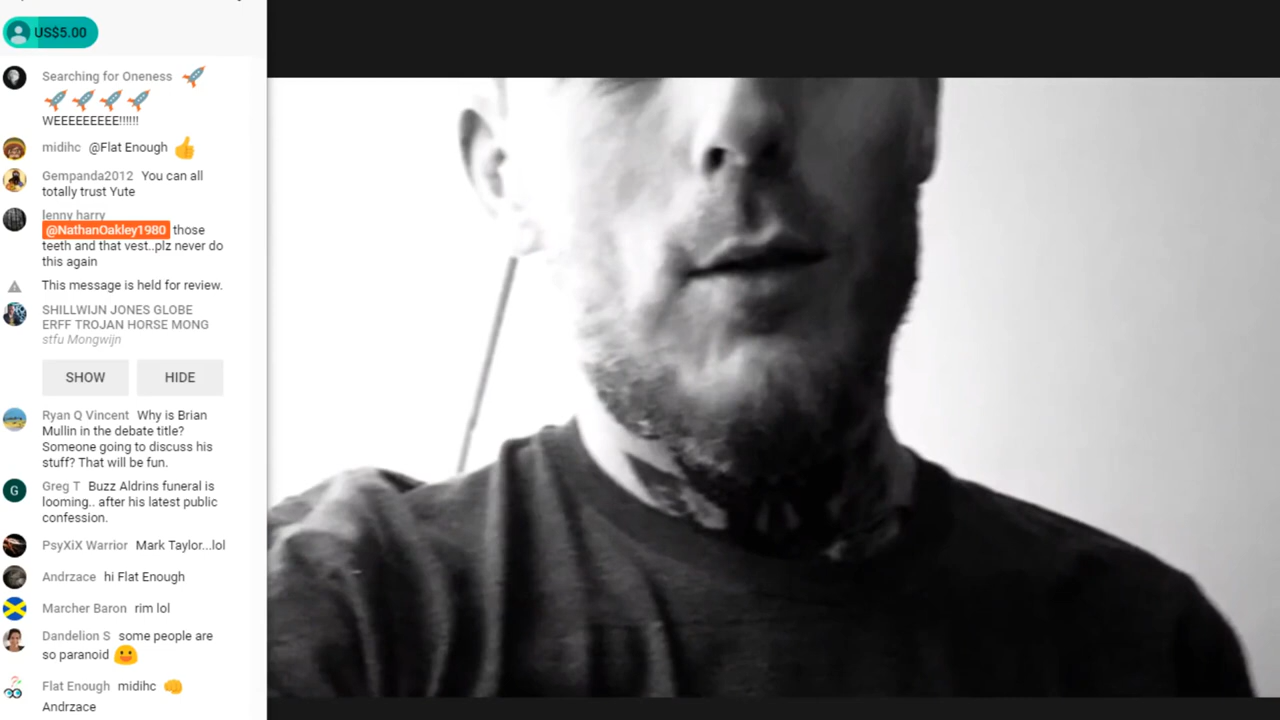 US$5.00
Searching for Oneness
WEEEEEEEEE!!!!!!
midihc @Flat Enough
Gempanda2012 You can all
totally trust Yute
lenny harry
@NathanOakley1980 those
teeth and that vest..plz never do
this again
This message is held for review.
SHILLWIJN JONES GLOBE
ERFF TROJAN HORSE MONG
stfu Mongwijn
SHOW HIDE
Ryan Q Vincent Why is Brian
Mullin in the debate title?
Someone going to discuss his
stuff? That will be fun.
G Greg T Buzz Aldrins funeral is
looming.. after his latest public
confession.
PsyXiX Warrior Mark Taylor...lol
Andrzace hi Flat Enough
Marcher Baron rim lol
Dandelion S some people are
so paranoid
Flat Enough midihc
Andrzace